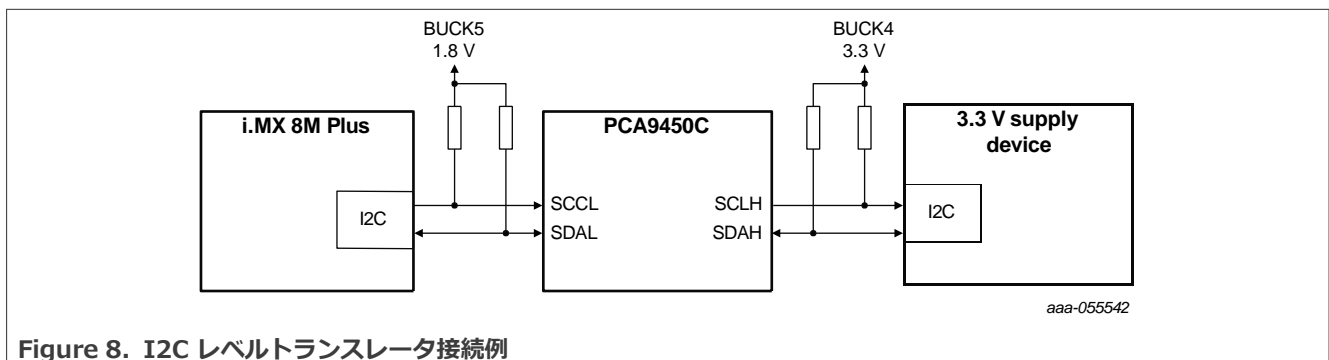 BUCK5
1.8 V
BUCK4
3.3 V
i.MX 8M Plus
PCA9450C
3.3 V supply
device
I2C
SCCL
SDAL
SCLH
SDAH
I2C
aaa-055542
Figure 8. I2C レベルトランスレータ接続例